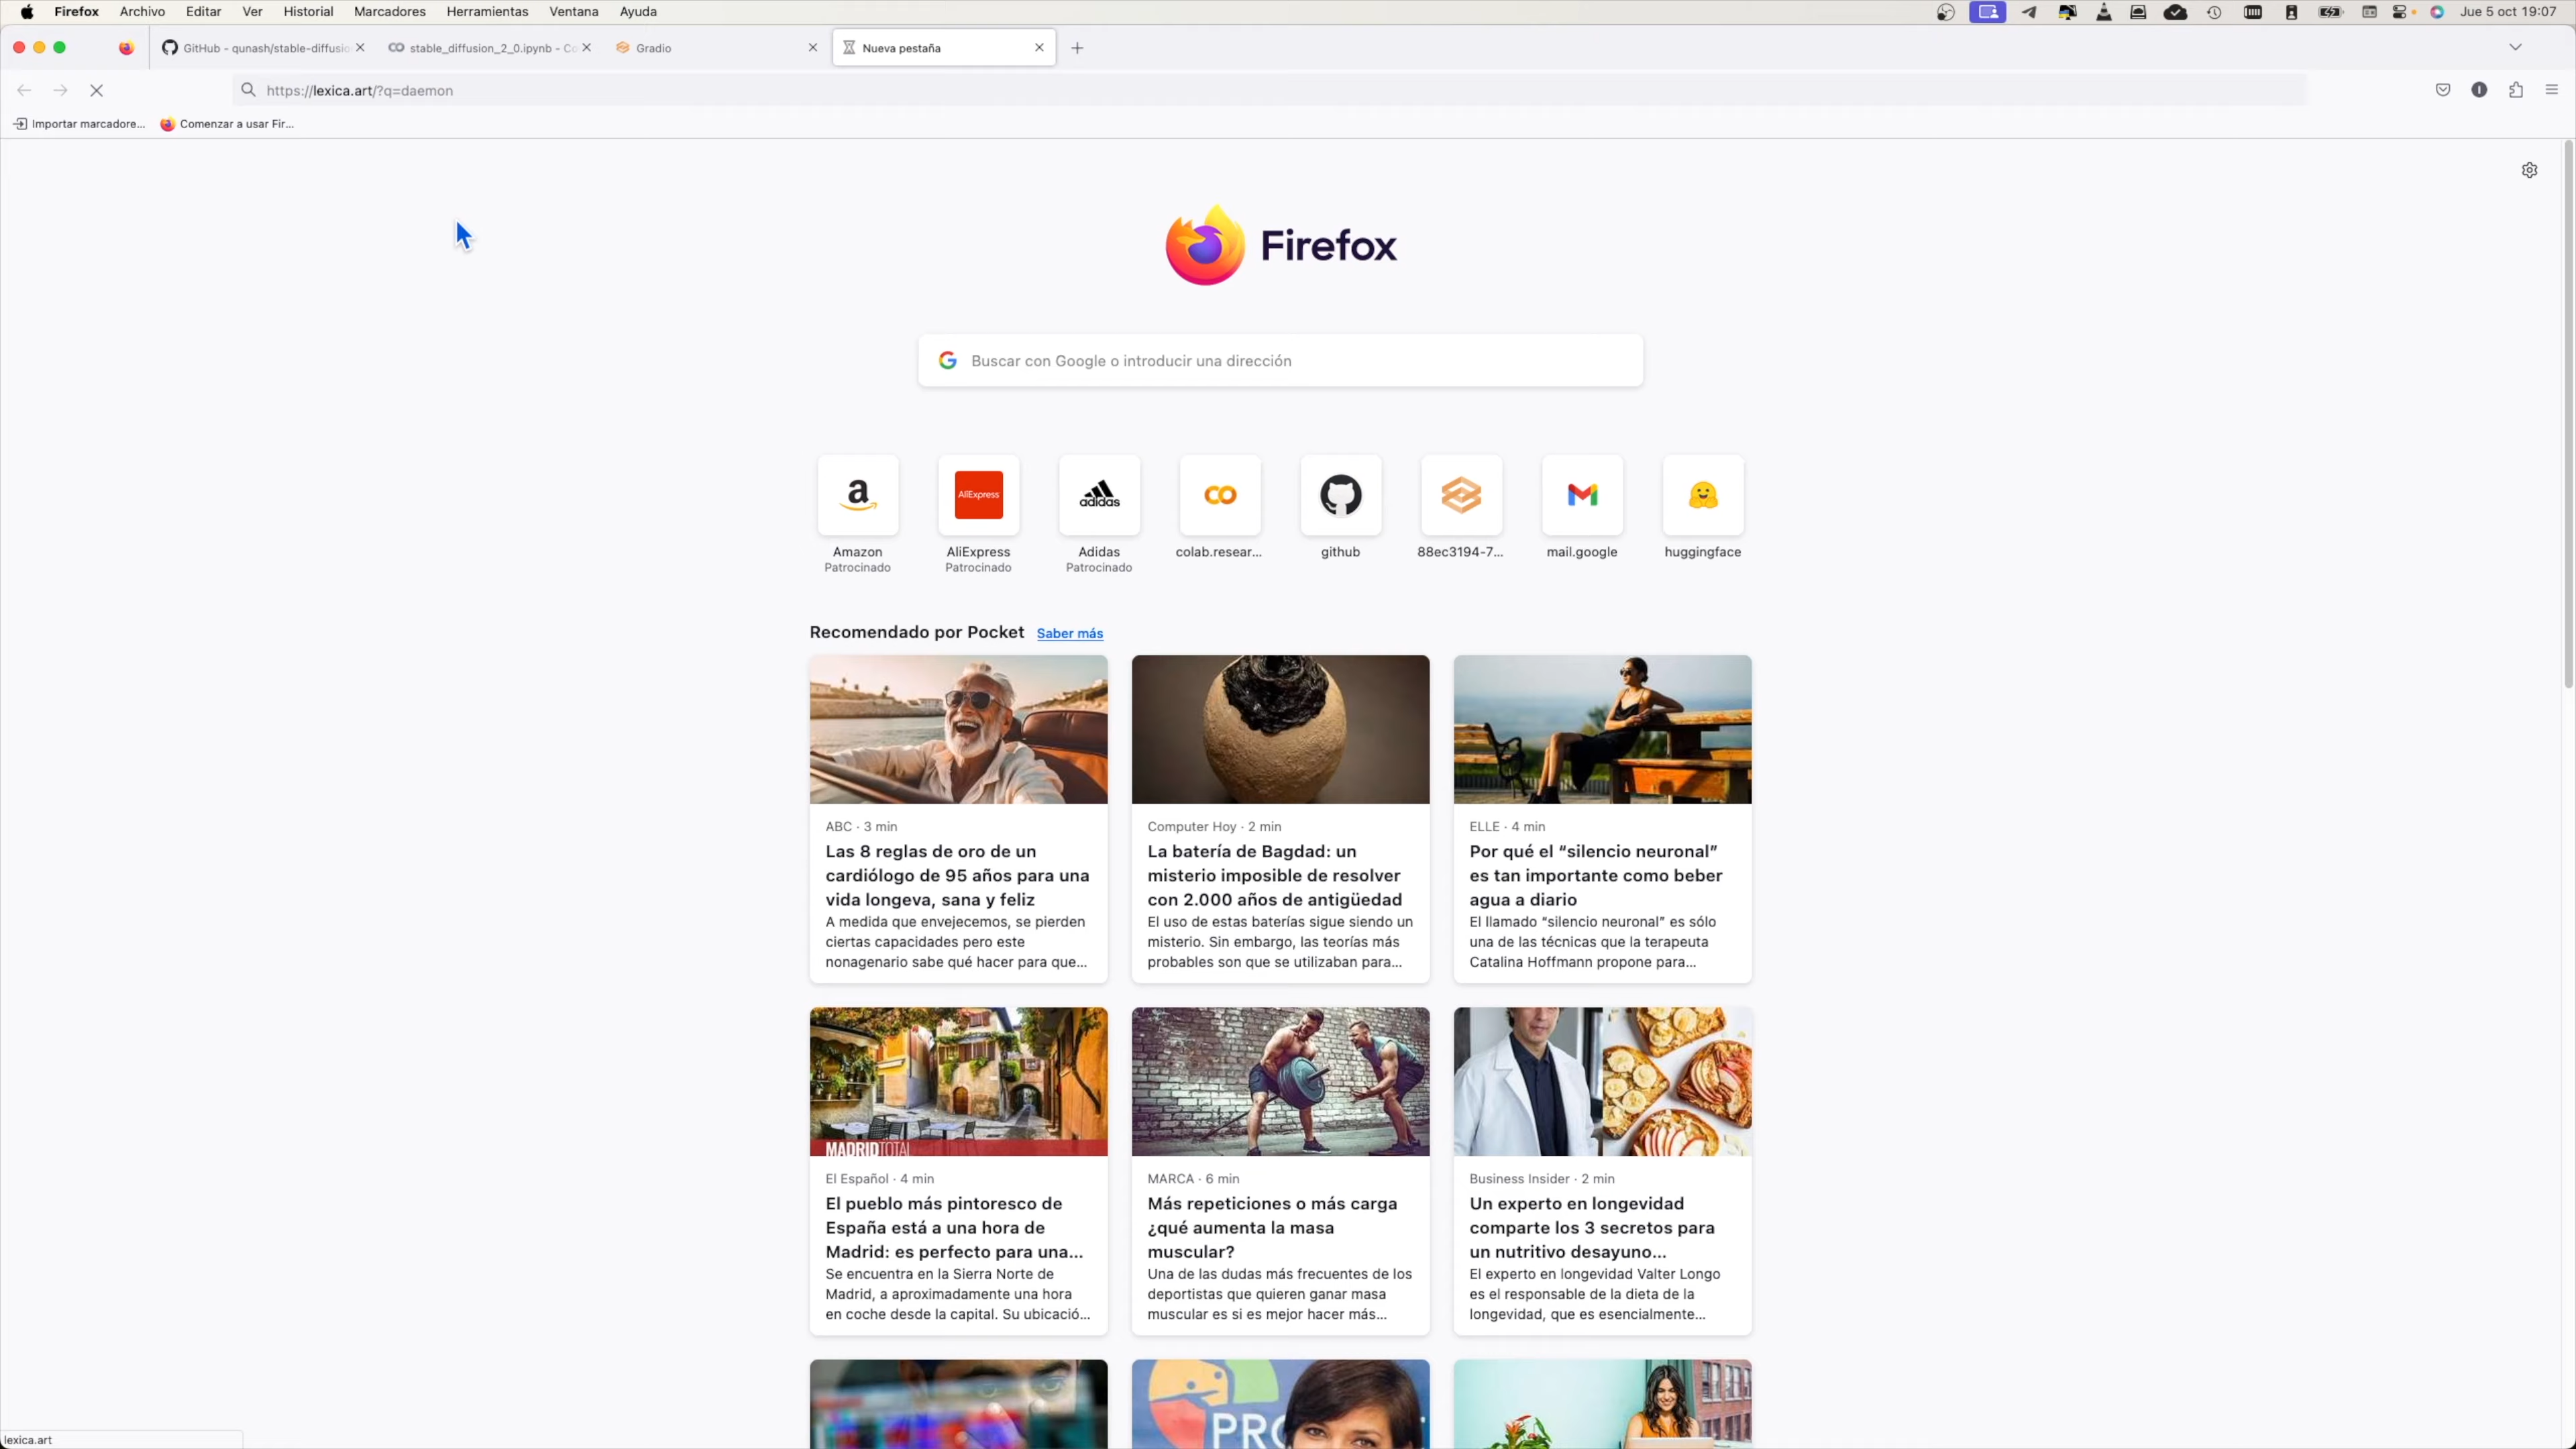 Firefox Archivo Editar Ver Historial Marcadores Herramientas Ventana Ayuda Jue 5 oct 19:07
GitHub - qunash/stable-diffusio stable_diffusion_2_0.ipynb - Co Gradio Nueva pestaña
https://lexica.art/?q=daemon
Importar marcadore... Comenzar a usar Fir...
Firefox
Buscar con Google o introducir una dirección
a AliExpress adidas
Amazon AliExpress Adidas colab.resear... github 88ec3194-7... mail.google huggingface
Patrocinado Patrocinado Patrocinado
Recomendado por Pocket Saber más
ABC · 3 min
Las 8 reglas de oro de un
cardiólogo de 95 años para una
vida longeva, sana y feliz
A medida que envejecemos, se pierden
ciertas capacidades pero este
nonagenario sabe qué hacer para que...
Computer Hoy · 2 min
La batería de Bagdad: un
misterio imposible de resolver
con 2.000 años de antigüedad
El uso de estas baterías sigue siendo un
misterio. Sin embargo, las teorías más
probables son que se utilizaban para...
ELLE · 4 min
Por qué el “silencio neuronal”
es tan importante como beber
agua a diario
El llamado “silencio neuronal” es sólo
una de las técnicas que la terapeuta
Catalina Hoffmann propone para...
MADRIDTOTAL
El Español · 4 min
El pueblo más pintoresco de
España está a una hora de
Madrid: es perfecto para una...
Se encuentra en la Sierra Norte de
Madrid, a aproximadamente una hora
en coche desde la capital. Su ubicació...
MARCA · 6 min
Más repeticiones o más carga
¿qué aumenta la masa
muscular?
Una de las dudas más frecuentes de los
deportistas que quieren ganar masa
muscular es si es mejor hacer más...
Business Insider · 2 min
Un experto en longevidad
comparte los 3 secretos para
un nutritivo desayuno...
El experto en longevidad Valter Longo
es el responsable de la dieta de la
longevidad, que es esencialmente...
lexica.art